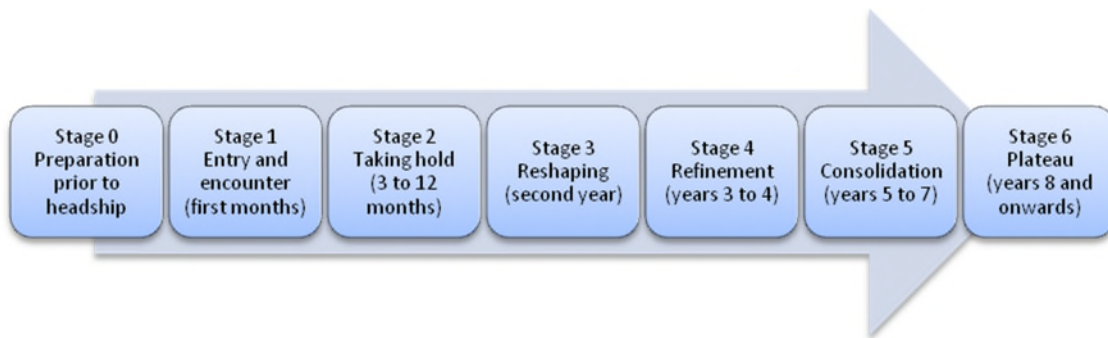 Stage 0
Preparation
prior to
headship
Stage 1
Entry and
encounter
(first months)
Stage 2
Taking hold
(3 to 12
months)
Stage 3
Reshaping
(second year)
Stage 4
Refinement
(years 3 to 4)
Stage 5
Consolidation
(years 5 to 7)
Stage 6
Plateau
(years 8 and
onwards)